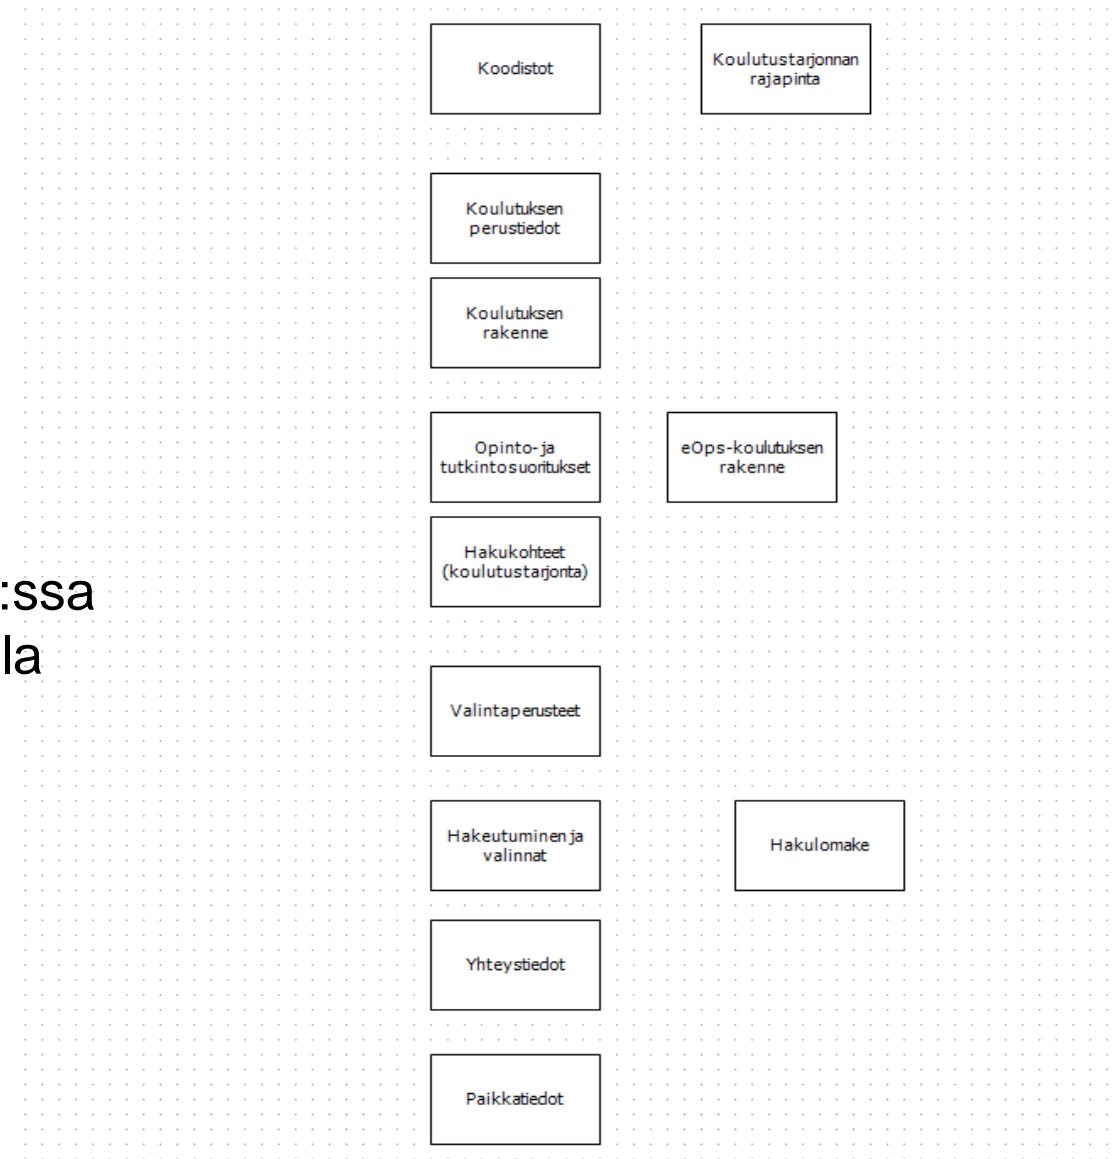 Koodistot
Koulutustarjonnan
rajapinta
Koulutuksen
perustiedot
Koulutuksen
rakenne
Opinto- ja
tutkintosuoritukset
eOps-koulutuksen
rakenne
Hakukohteet
(koulutustarjonta)
:ssa
la
Valintaperusteet
Hakeutuminen ja
valinnat
Hakulomake
Yhteystiedot
Paikkatiedot